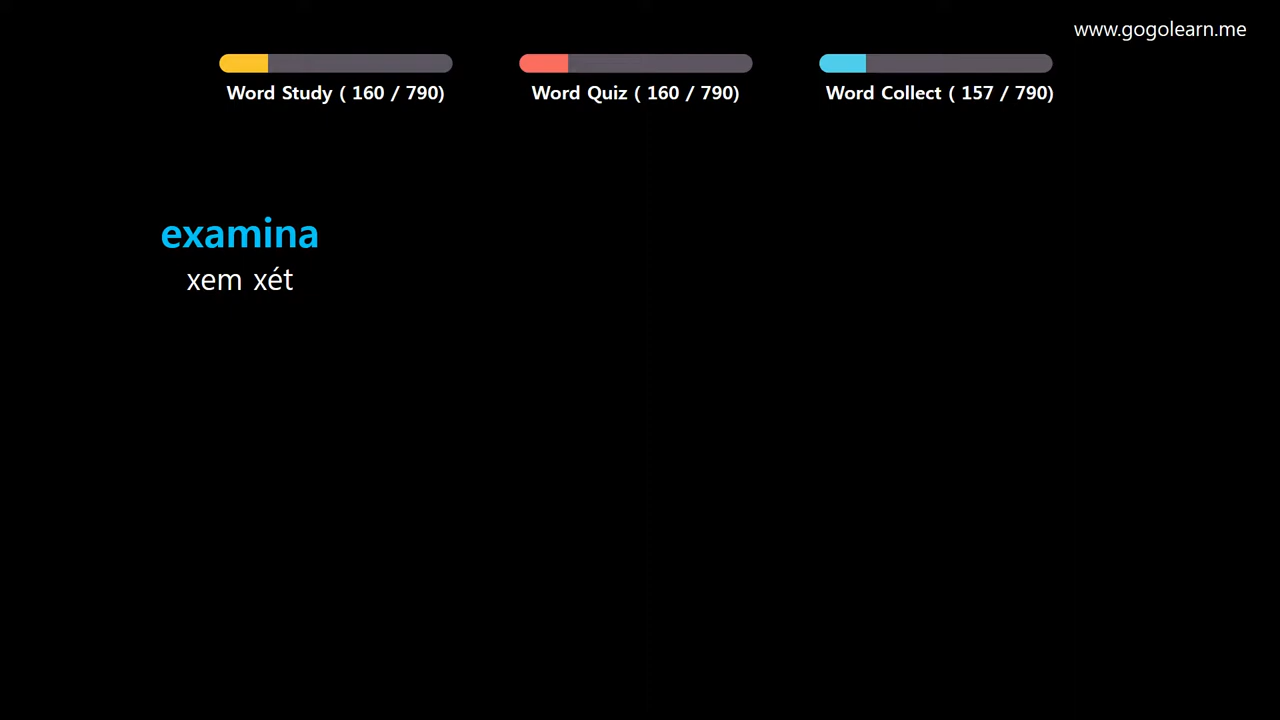 www.gogolearn.me
Word Study ( 160 / 790)
Word Quiz ( 160 / 790)
Word Collect ( 157 / 790)
examina
xem xét